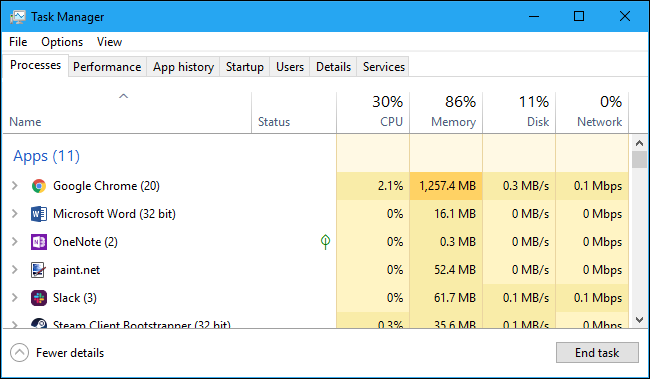 Task Manager
File Options View
Processes Performance App history Startup Users Details Services
30% 86% 11% 0%
Name Status CPU Memory Disk Network
Apps (11)
Google Chrome (20) 2.1% 1,257.4 MB 0.3 MB/s 0.1 Mbps
Microsoft Word (32 bit) 0% 16.1 MB 0 MB/s 0 Mbps
OneNote (2) 0% 0.3 MB 0 MB/s 0 Mbps
paint.net 0% 52.4 MB 0 MB/s 0 Mbps
Slack (3) 0% 61.7 MB 0.1 MB/s 0.1 Mbps
Steam Client Bootstrapper (32 bit) 0.3% 35.6 MB 0.1 MB/s 0 Mbps
Fewer details End task